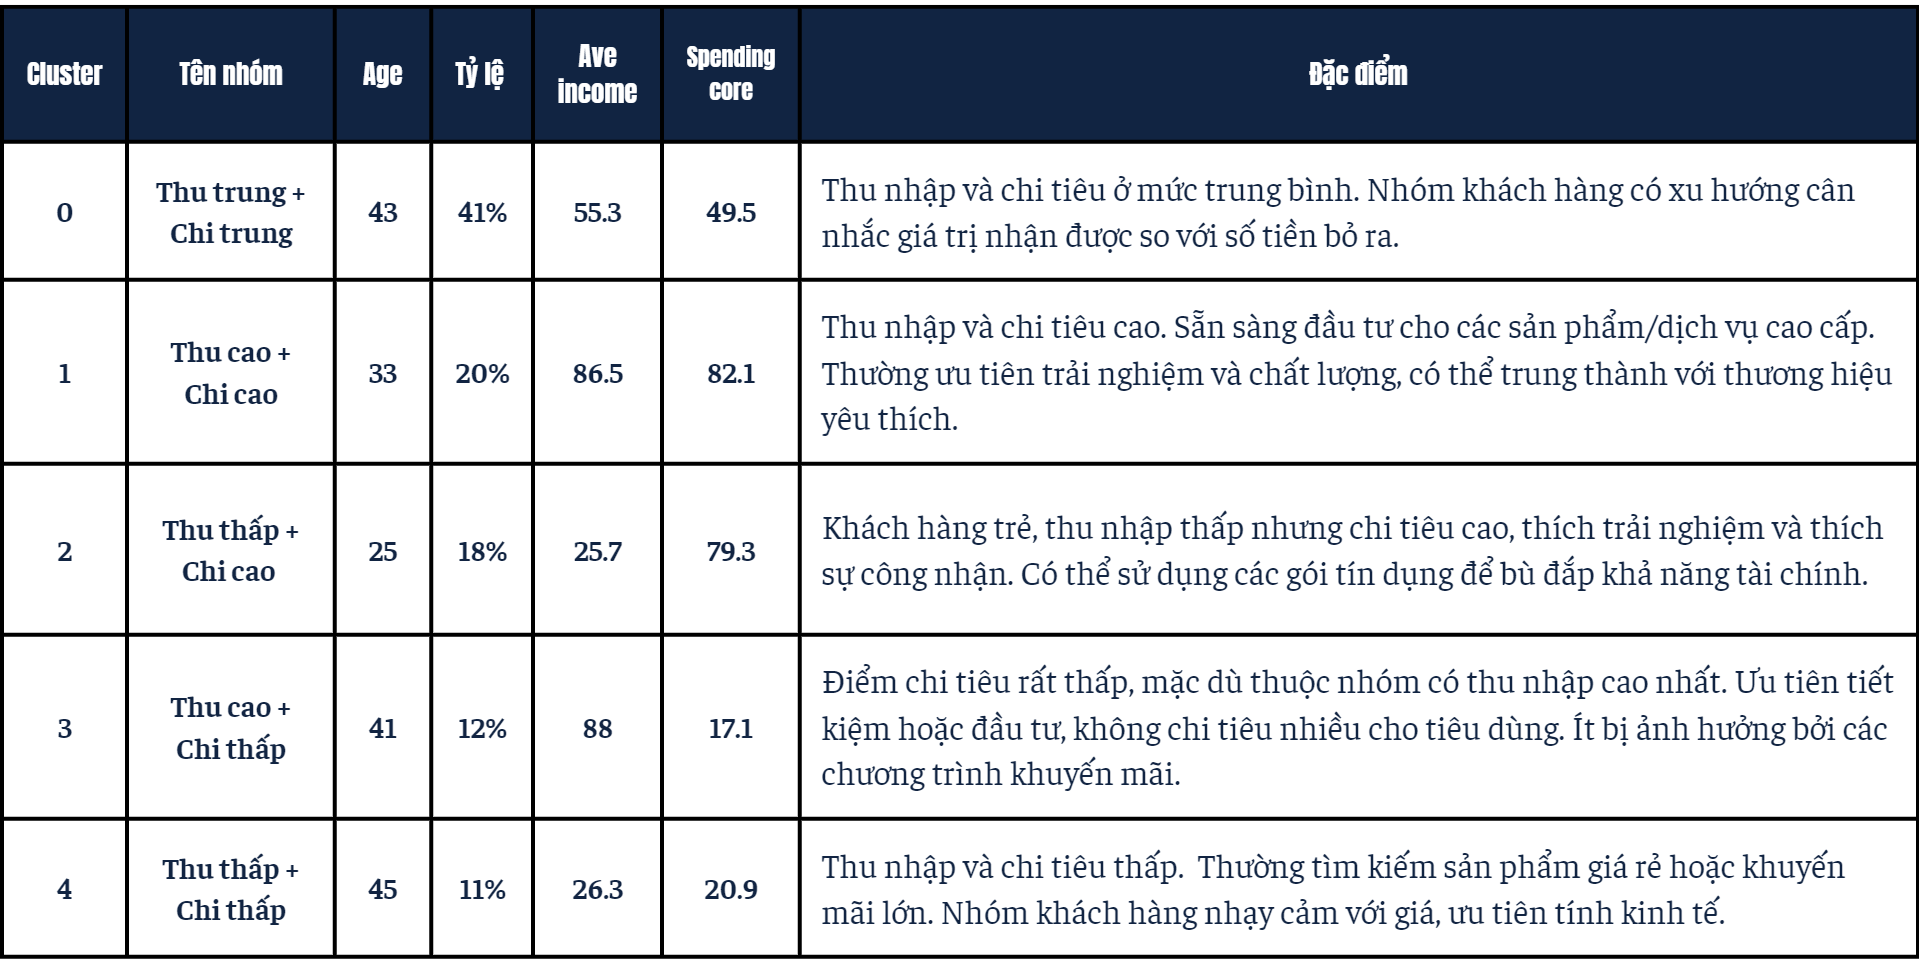 Cluster
Tên nhóm
Age
Tỷ lệ
Ave
income
Spending
core
Đặc điểm
0
Thu trung +
Chi trung
43
41%
55.3
49.5
Thu nhập và chi tiêu ở mức trung bình. Nhóm khách hàng có xu hướng cân
nhắc giá trị nhận được so với số tiền bỏ ra.
1
Thu cao +
Chi cao
33
20%
86.5
82.1
Thu nhập và chi tiêu cao. Sẵn sàng đầu tư cho các sản phẩm/dịch vụ cao cấp.
Thường ưu tiên trải nghiệm và chất lượng, có thể trung thành với thương hiệu
yêu thích.
2
Thu thấp +
Chi cao
25
18%
25.7
79.3
Khách hàng trẻ, thu nhập thấp nhưng chi tiêu cao, thích trải nghiệm và thích
sự công nhận. Có thể sử dụng các gói tín dụng để bù đắp khả năng tài chính.
3
Thu cao +
Chi thấp
41
12%
88
17.1
Điểm chi tiêu rất thấp, mặc dù thuộc nhóm có thu nhập cao nhất. Ưu tiên tiết
kiệm hoặc đầu tư, không chi tiêu nhiều cho tiêu dùng. Ít bị ảnh hưởng bởi các
chương trình khuyến mãi.
4
Thu thấp +
Chi thấp
45
11%
26.3
20.9
Thu nhập và chi tiêu thấp.  Thường tìm kiếm sản phẩm giá rẻ hoặc khuyến
mãi lớn. Nhóm khách hàng nhạy cảm với giá, ưu tiên tính kinh tế.